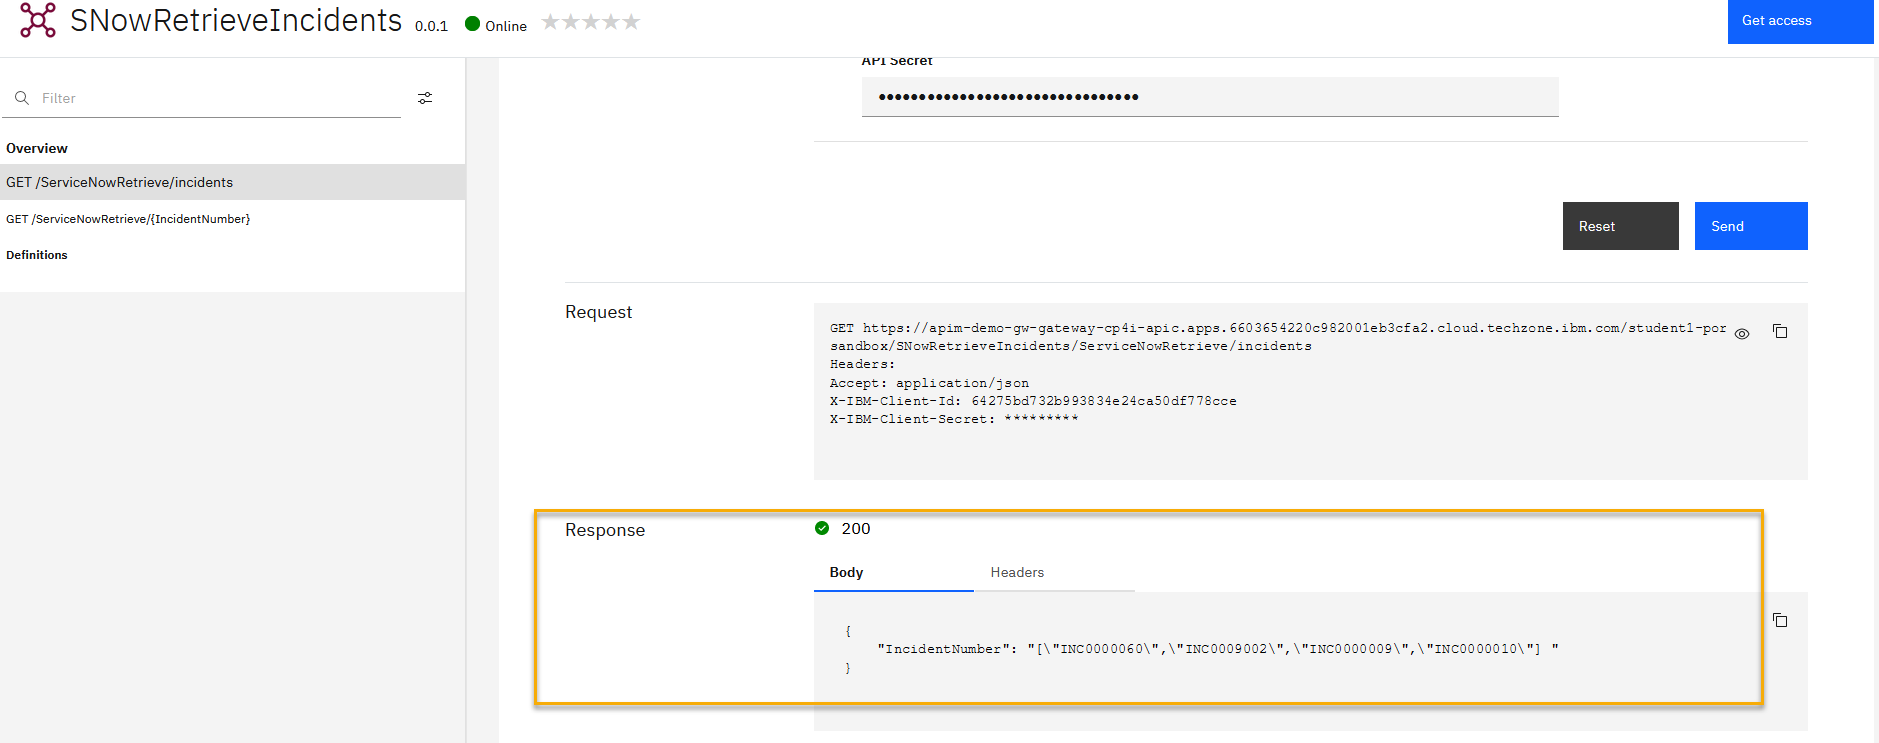 SNowRetrieveIncidents 0.0.1 Online
Get access
Filter
Overview
GET /ServiceNowRetrieve/incidents
GET /ServiceNowRetrieve/{IncidentNumber}
Definitions
API Secret
••••••••••••••••••••••••••••••••
Reset
Send
Request
GET https://apim-demo-gw-gateway-cp4i-apic.apps.6603654220c982001eb3cfa2.cloud.techzone.ibm.com/student1-por
sandbox/SNowRetrieveIncidents/ServiceNowRetrieve/incidents
Headers:
Accept: application/json
X-IBM-Client-Id: 64275bd732b993834e24ca50df778cce
X-IBM-Client-Secret: *********
Response
200
Body
Headers
{
"IncidentNumber": "[\"INC0000060\",\"INC0009002\",\"INC0000009\",\"INC0000010\"] "
}